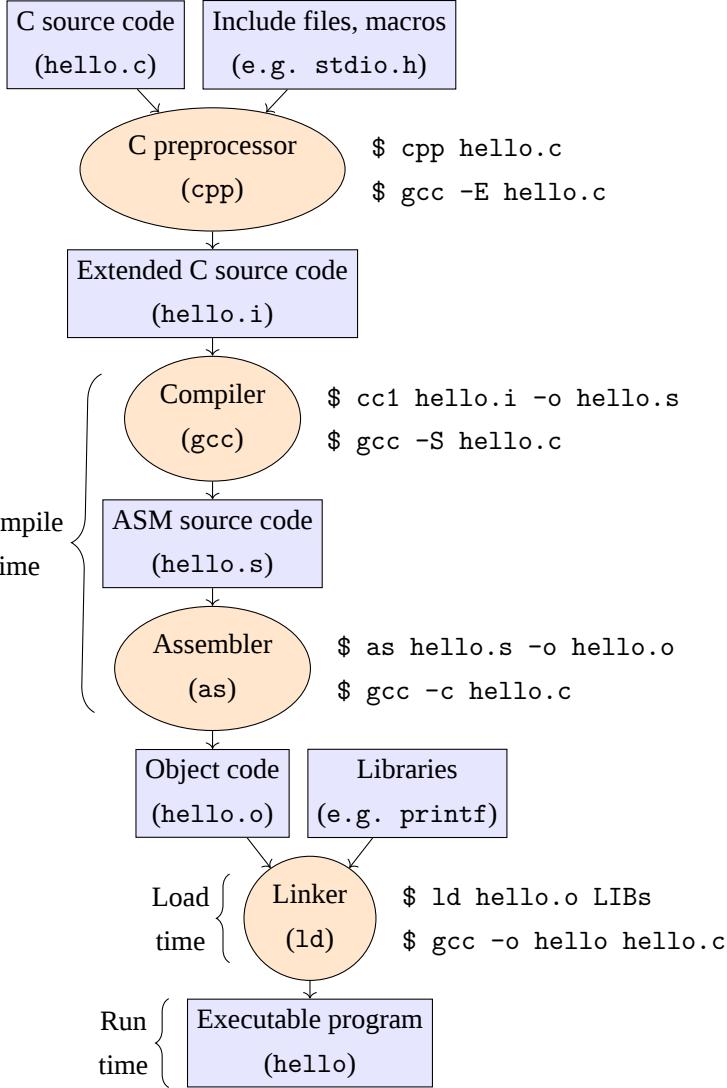 C source code
(hello.c)
Include files, macros
(e.g. stdio.h)
C preprocessor
(cpp)
$ cpp hello.c
$ gcc -E hello.c
Extended C source code
(hello.i)
Compiler
(gcc)
$ cc1 hello.i -o hello.s
$ gcc -S hello.c
mpile
ime
ASM source code
(hello.s)
Assembler
(as)
$ as hello.s -o hello.o
$ gcc -c hello.c
Object code
(hello.o)
Libraries
(e.g. printf)
Load
time
Linker
(ld)
$ ld hello.o LIBs
$ gcc -o hello hello.c
Run
time
Executable program
(hello)